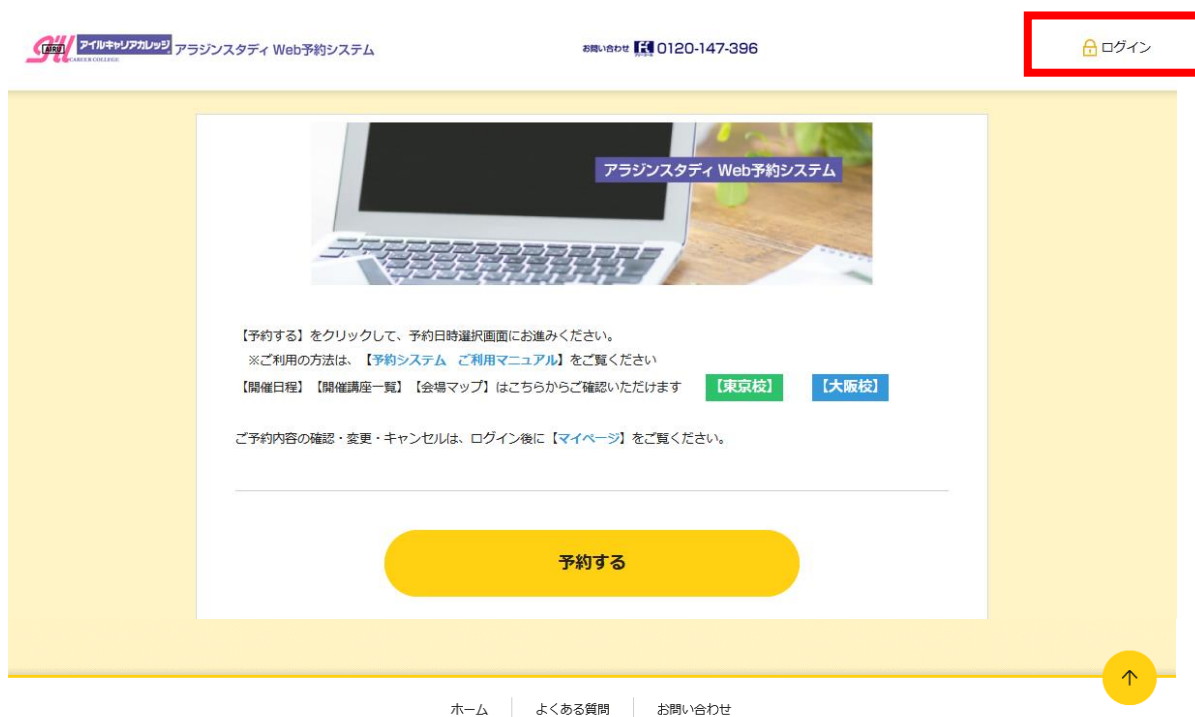 AIRU アイルキャリアカレッジ アラジンスタディ Web予約システム
CAREER COLLEGE
お問い合わせ 0120-147-396
ログイン
アラジンスタディ Web予約システム
【予約する】をクリックして、予約日時選択画面にお進みください。
※ご利用の方法は、【予約システム ご利用マニュアル】をご覧ください
【開催日程】【開催講座一覧】【会場マップ】はこちらからご確認いただけます 【東京校】 【大阪校】
ご予約内容の確認・変更・キャンセルは、ログイン後に【マイページ】をご覧ください。
予約する
ホーム よくある質問 お問い合わせ